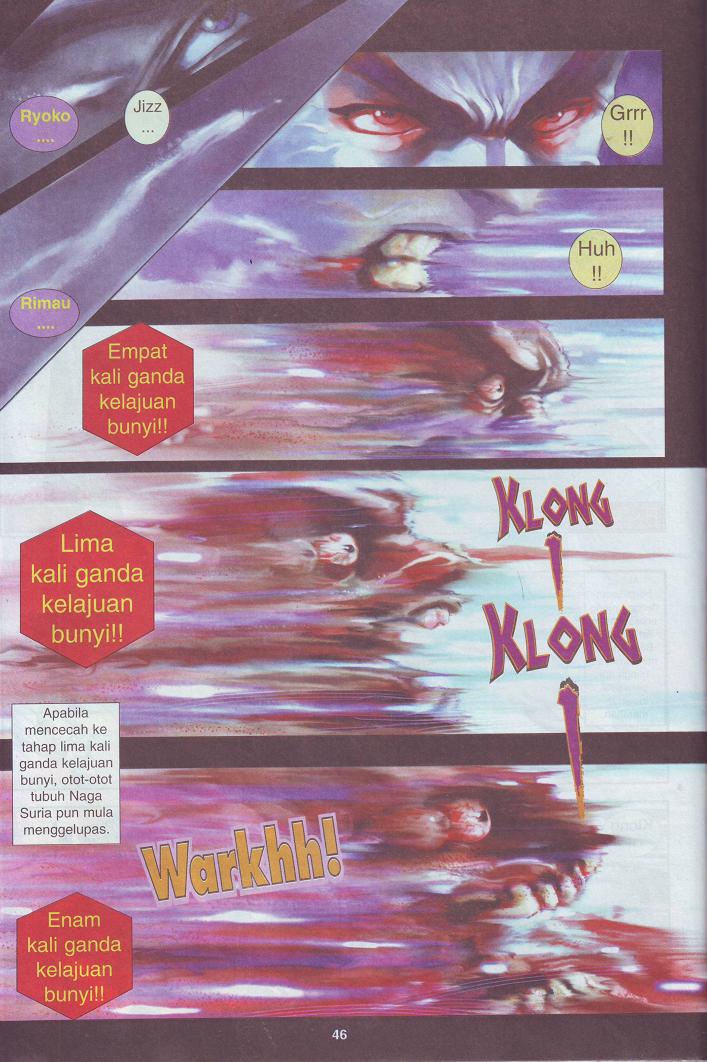 Ryoko
....
Jizz
...
Grrr
!!
Huh
!!
Rimau
....
Empat
kali ganda
kelajuan
bunyi!!
KLONG
!
KLONG
!
Lima
kali ganda
kelajuan
bunyi!!
Apabila
mencecah ke
tahap lima kali
ganda kelajuan
bunyi, otot-otot
tubuh Naga
Suria pun mula
menggelupas.
Warkhh!
Enam
kali ganda
kelajuan
bunyi!!
46